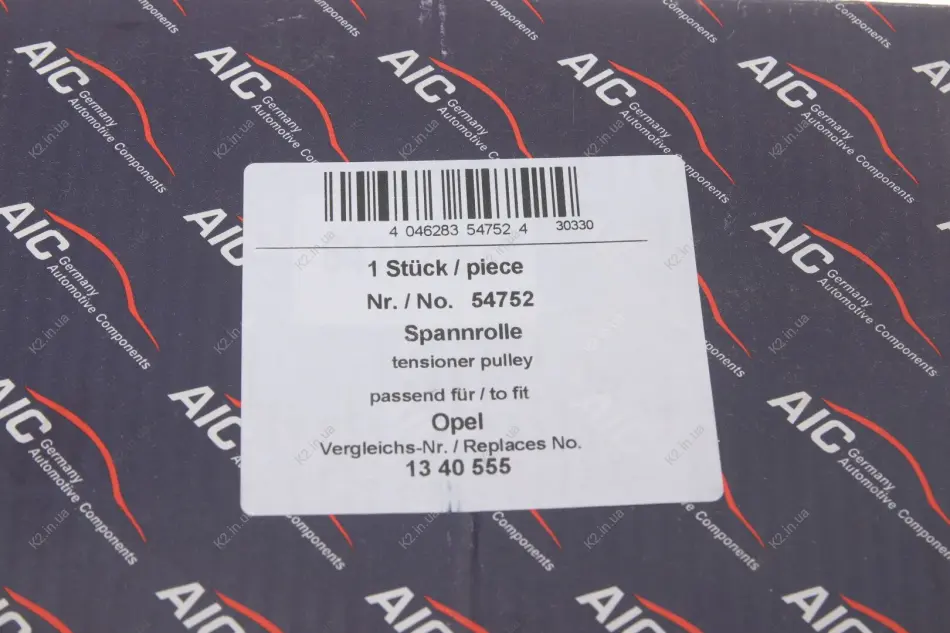 AIC
Germany
Automotive Components
K2.in.ua
4 046283 54752 4 30330
1 Stück / piece
Nr. / No. 54752
Spannrolle
tensioner pulley
passend für / to fit
Opel
Vergleichs-Nr. / Replaces No.
13 40 555